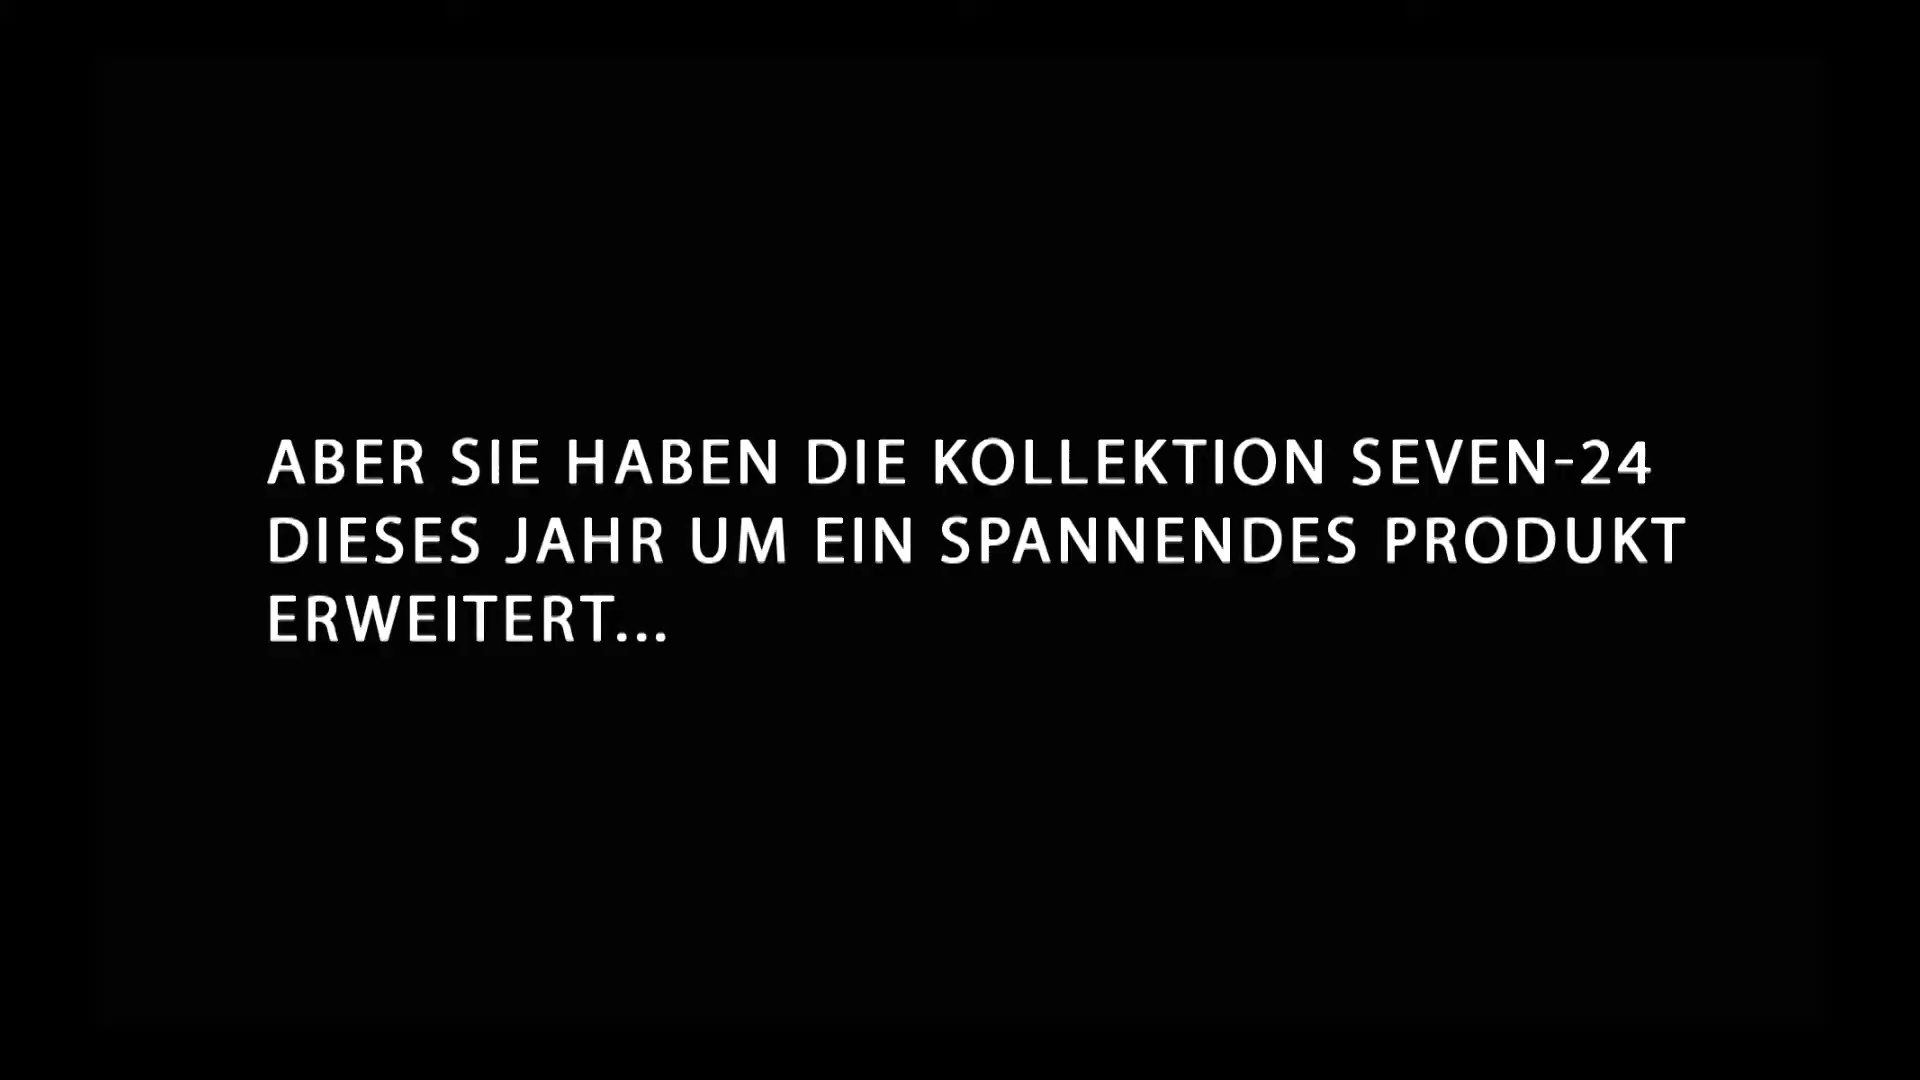 ABER SIE HABEN DIE KOLLEKTION SEVEN-24
DIESES JAHR UM EIN SPANNENDES PRODUKT
ERWEITERT...